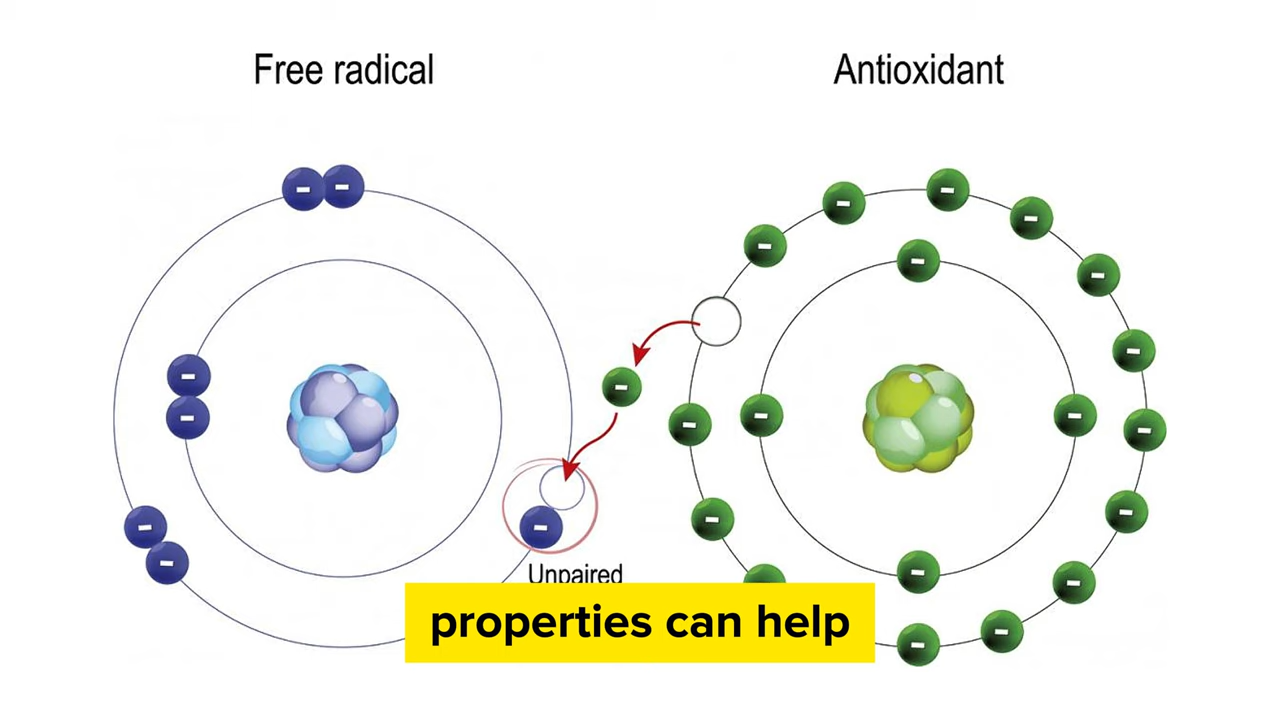 Free radical
Antioxidant
Unpaired
properties can help